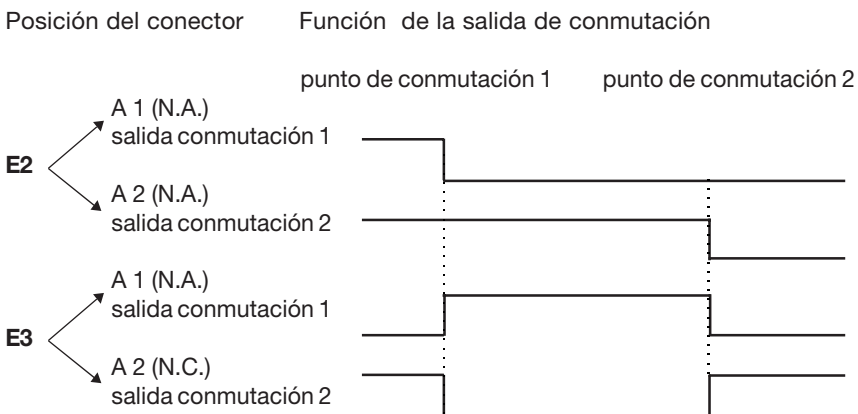 Posición del conector Función de la salida de conmutación
punto de conmutación 1 punto de conmutación 2
A 1 (N.A.)
salida conmutación 1
E2
A 2 (N.A.)
salida conmutación 2
A 1 (N.A.)
salida conmutación 1
E3
A 2 (N.C.)
salida conmutación 2